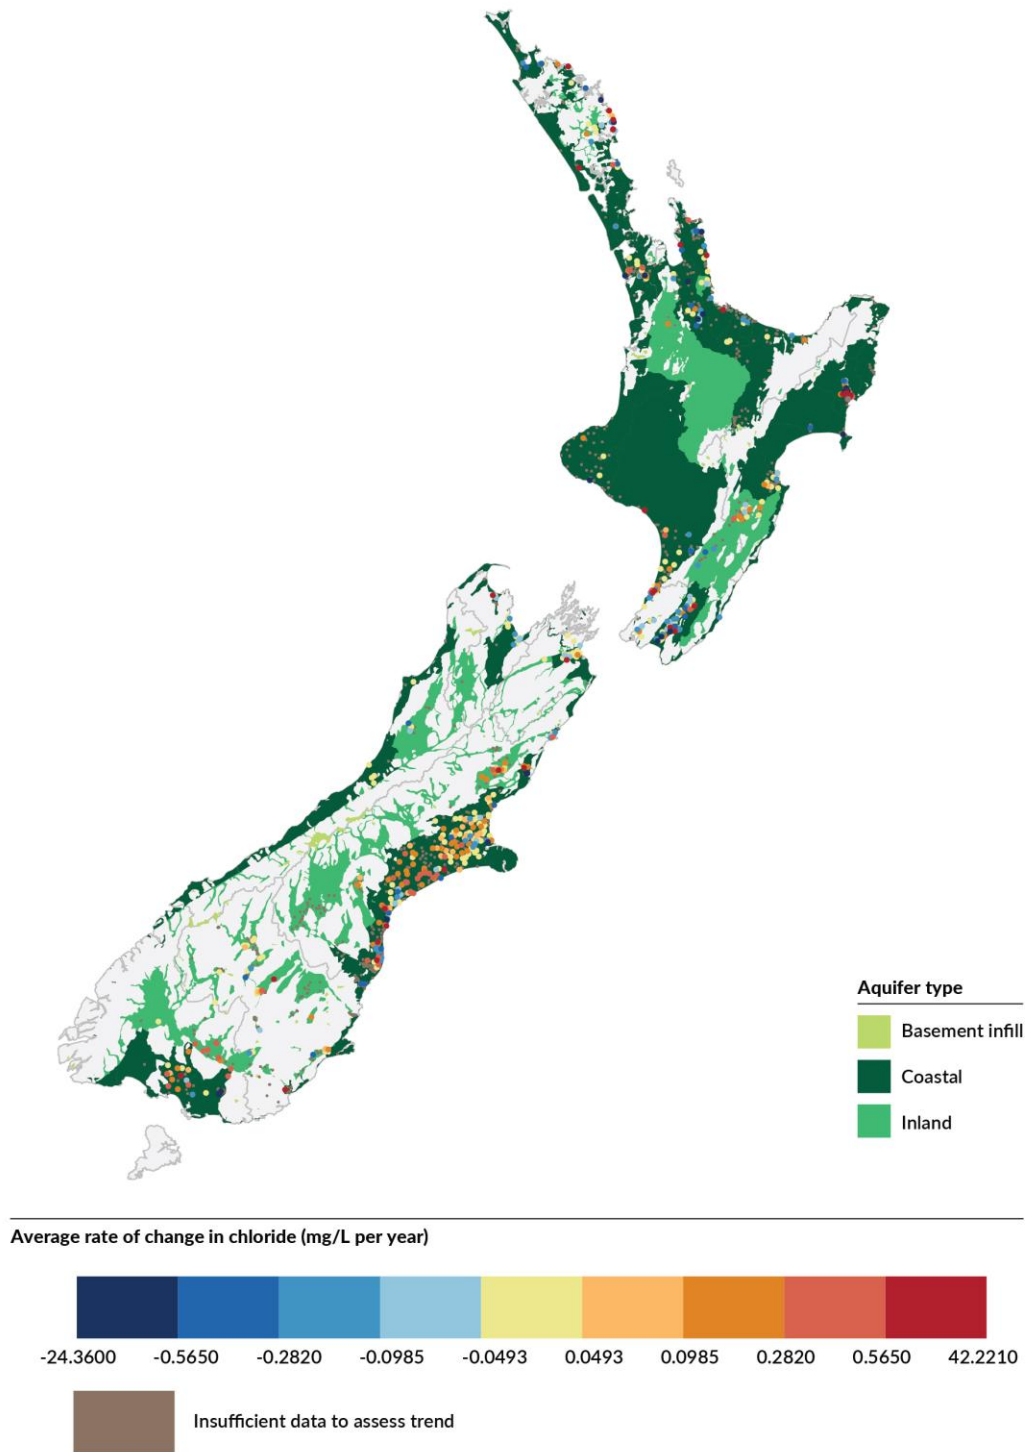 Aquifer type
Basement infill
Coastal
Inland
Average rate of change in chloride (mg/L per year)
-24.3600 -0.5650 -0.2820 -0.0985 -0.0493 0.0493 0.0985 0.2820 0.5650 42.2210
Insufficient data to assess trend